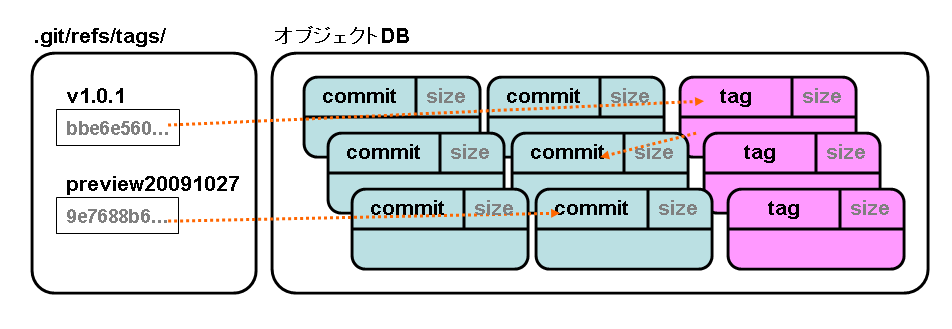 .git/refs/tags/
オブジェクトDB
v1.0.1
bbe6e560...
preview20091027
9e7688b6...
commit size
commit size
tag size
commit size
commit size
tag size
commit size
commit size
tag size